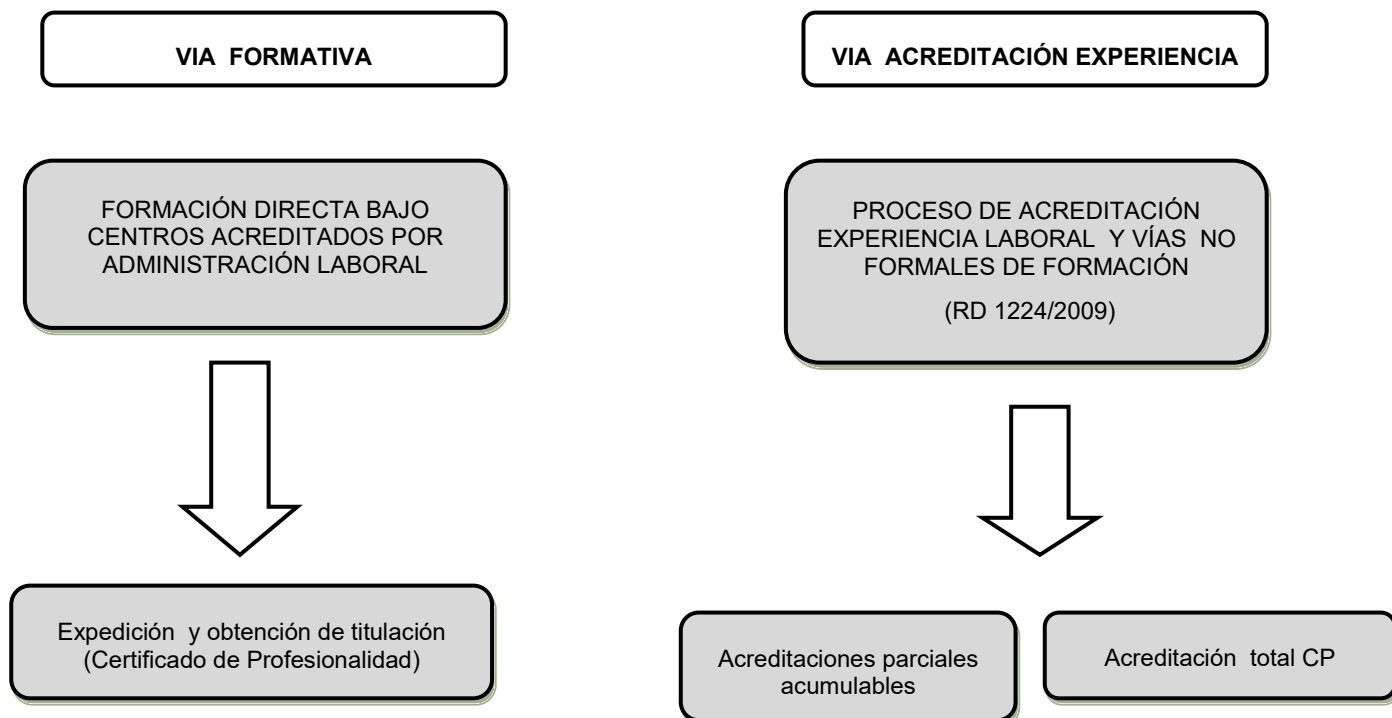 VIA FORMATIVA
FORMACIÓN DIRECTA BAJO
CENTROS ACREDITADOS POR
ADMINISTRACIÓN LABORAL
Expedición y obtención de titulación
(Certificado de Profesionalidad)
VIA ACREDITACIÓN EXPERIENCIA
PROCESO DE ACREDITACIÓN
EXPERIENCIA LABORAL Y VÍAS NO
FORMALES DE FORMACIÓN
(RD 1224/2009)
Acreditaciones parciales
acumulables
Acreditación total CP